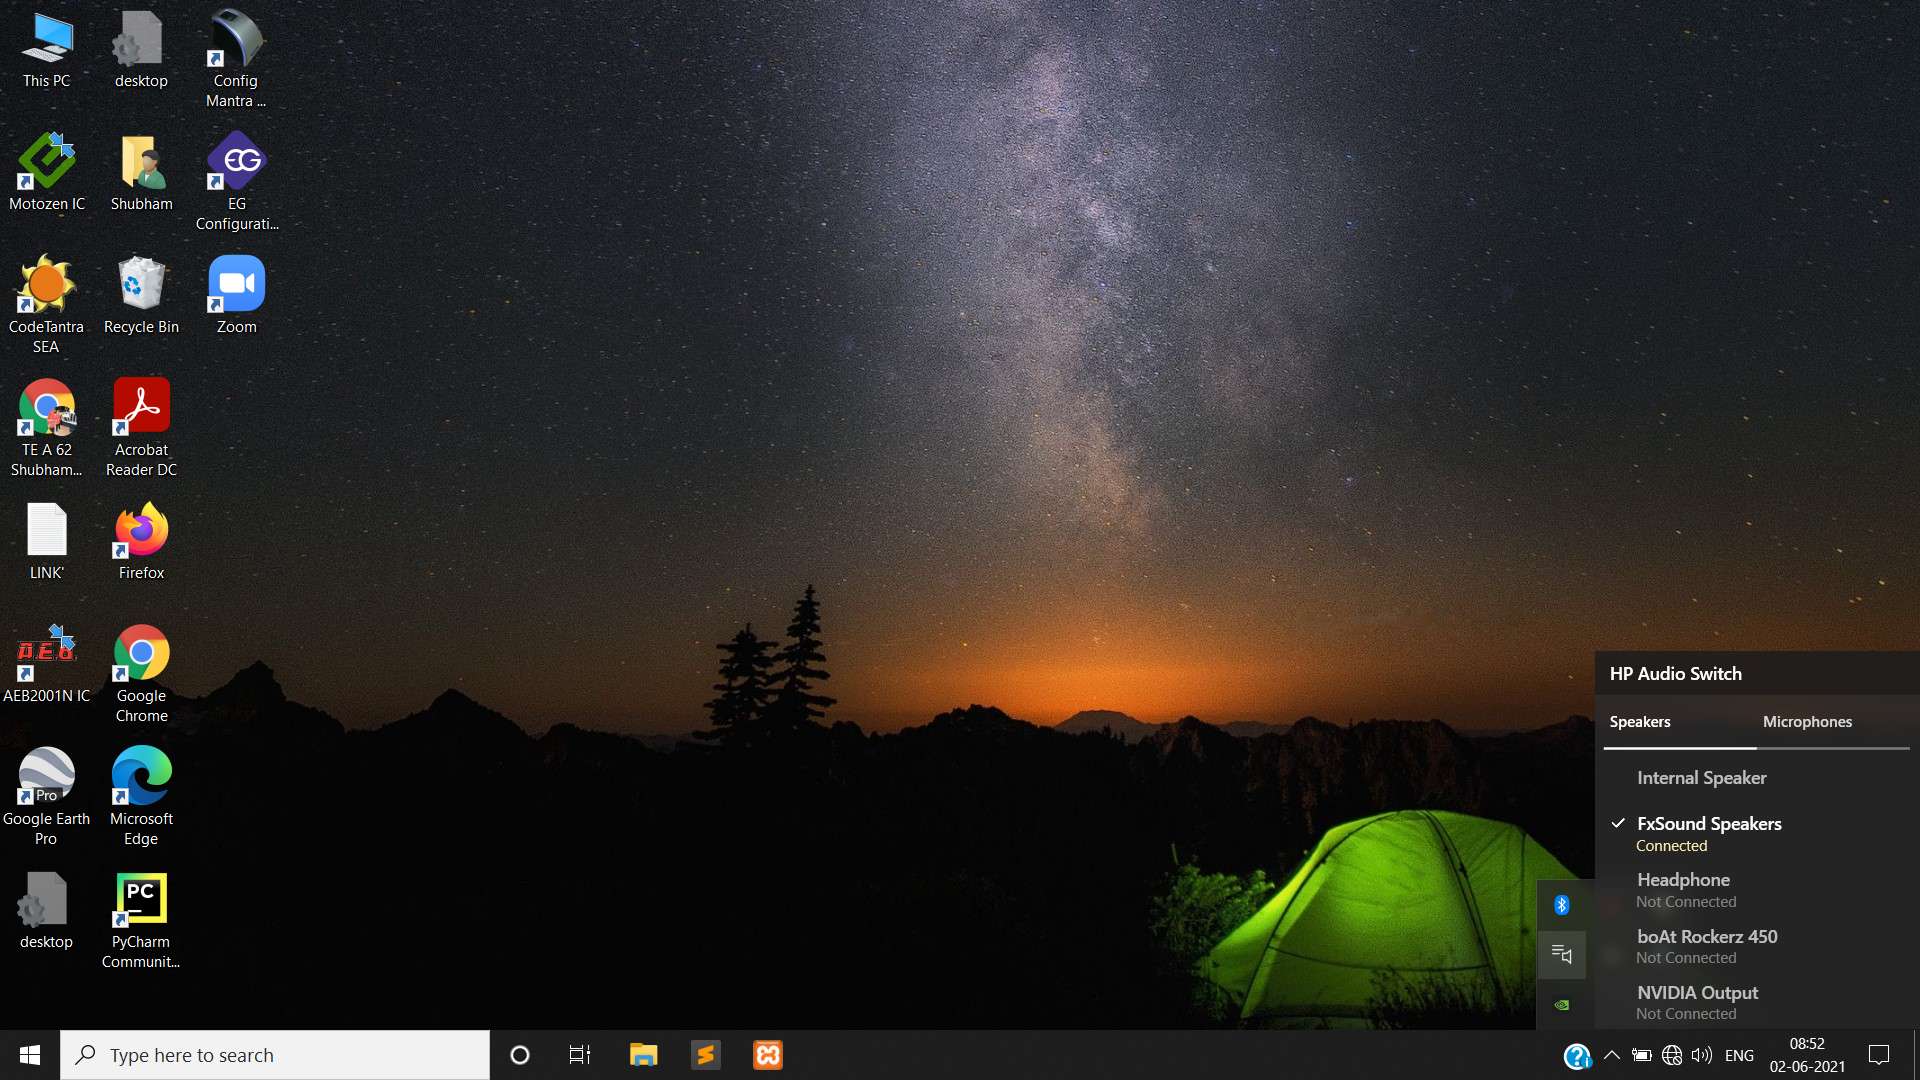 This PC
desktop
Config
Mantra ...
Motozen IC
Shubham
EG
EG
Configurati...
CodeTantra
SEA
Recycle Bin
Zoom
TE A 62
Shubham...
Acrobat
Reader DC
LINK'
Firefox
AEB
AEB2001N IC
Google
Chrome
Pro
Google Earth
Pro
Microsoft
Edge
desktop
PC
PyCharm
Communit...
HP Audio Switch
Speakers
Microphones
Internal Speaker
FxSound Speakers
Connected
Headphone
Not Connected
boAt Rockerz 450
Not Connected
NVIDIA Output
Not Connected
Type here to search
ENG
08:52
02-06-2021